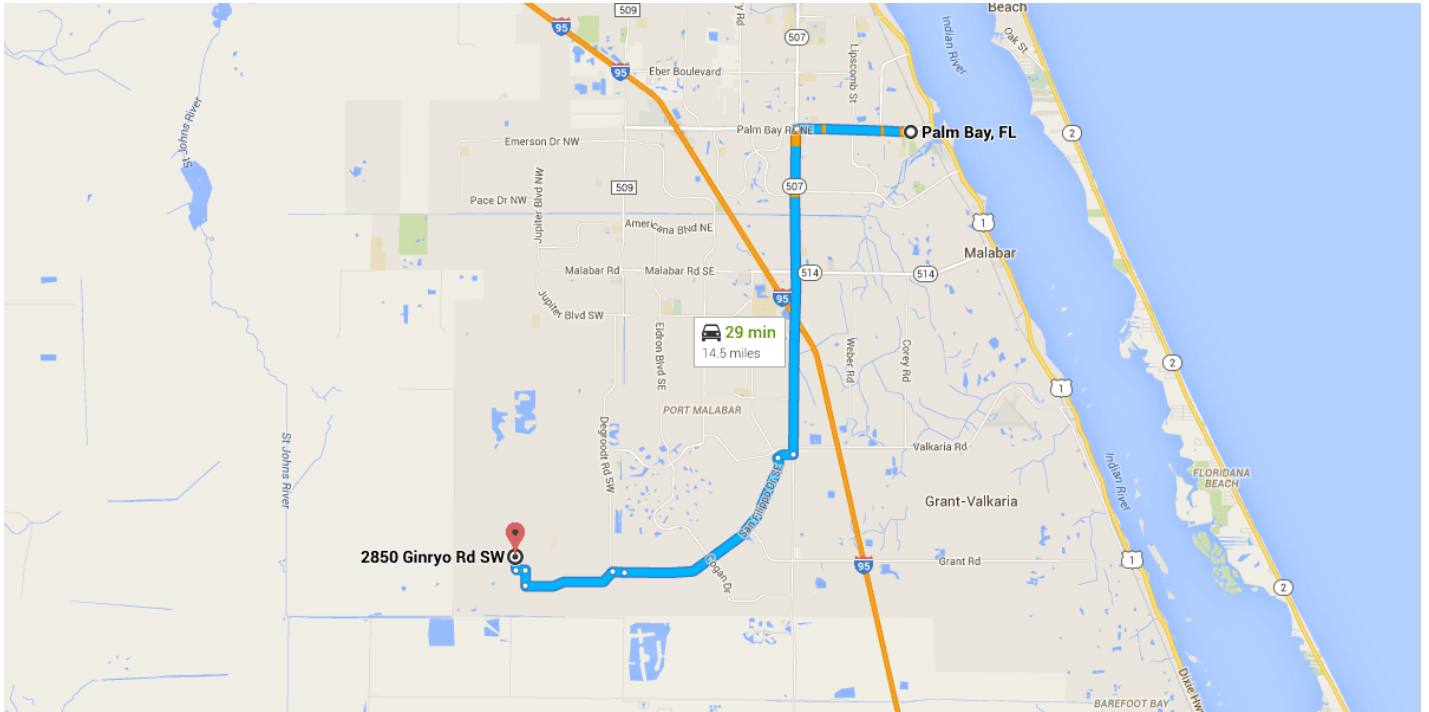 Beach
509
ry Rd
95
507
Oak St
Indian River
Lipscomb St
95
Eber Boulevard
St Johns River
Palm Bay Rd NE
Palm Bay, FL
2
Emerson Dr NW
509
507
Pace Dr NW
Jupiter Blvd NW
Americana Blvd NE
1
Malabar
Malabar Rd
Malabar Rd SE
514
514
95
Jupiter Blvd SW
29 min
14.5 miles
Eldron Blvd SE
Weber Rd
Corey Rd
2
1
PORT MALABAR
Degroodt Rd SW
St Johns River
Valkaria Rd
Indian River
FLORIDANA
BEACH
San Filippo Dr SE
Grant-Valkaria
2850 Ginryo Rd SW
Cogan Dr
95
Grant Rd
1
2
Dixie Hw
BAREFOOT BAY